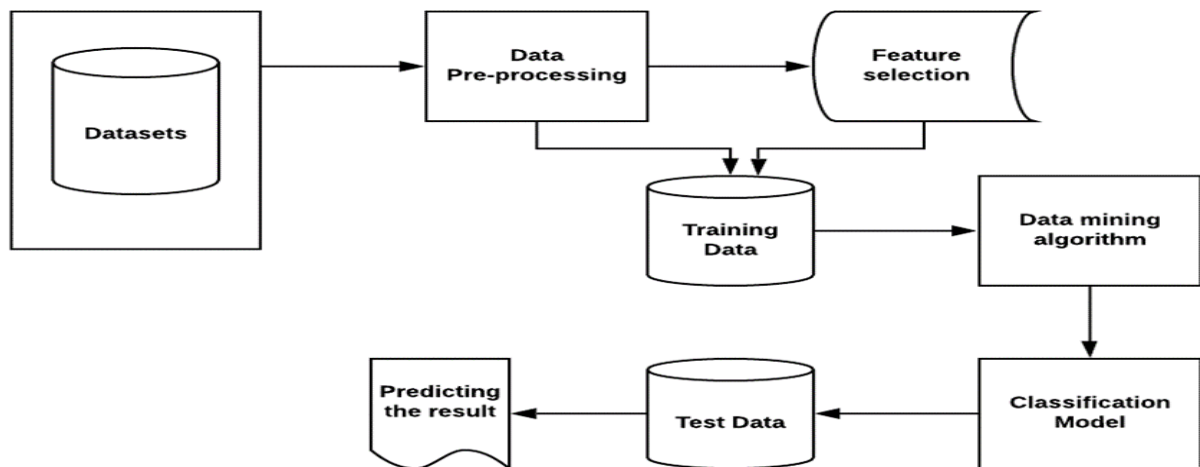 Datasets
Data
Pre-processing
Feature
selection
Training
Data
Data mining
algorithm
Classification
Model
Test Data
Predicting
the result